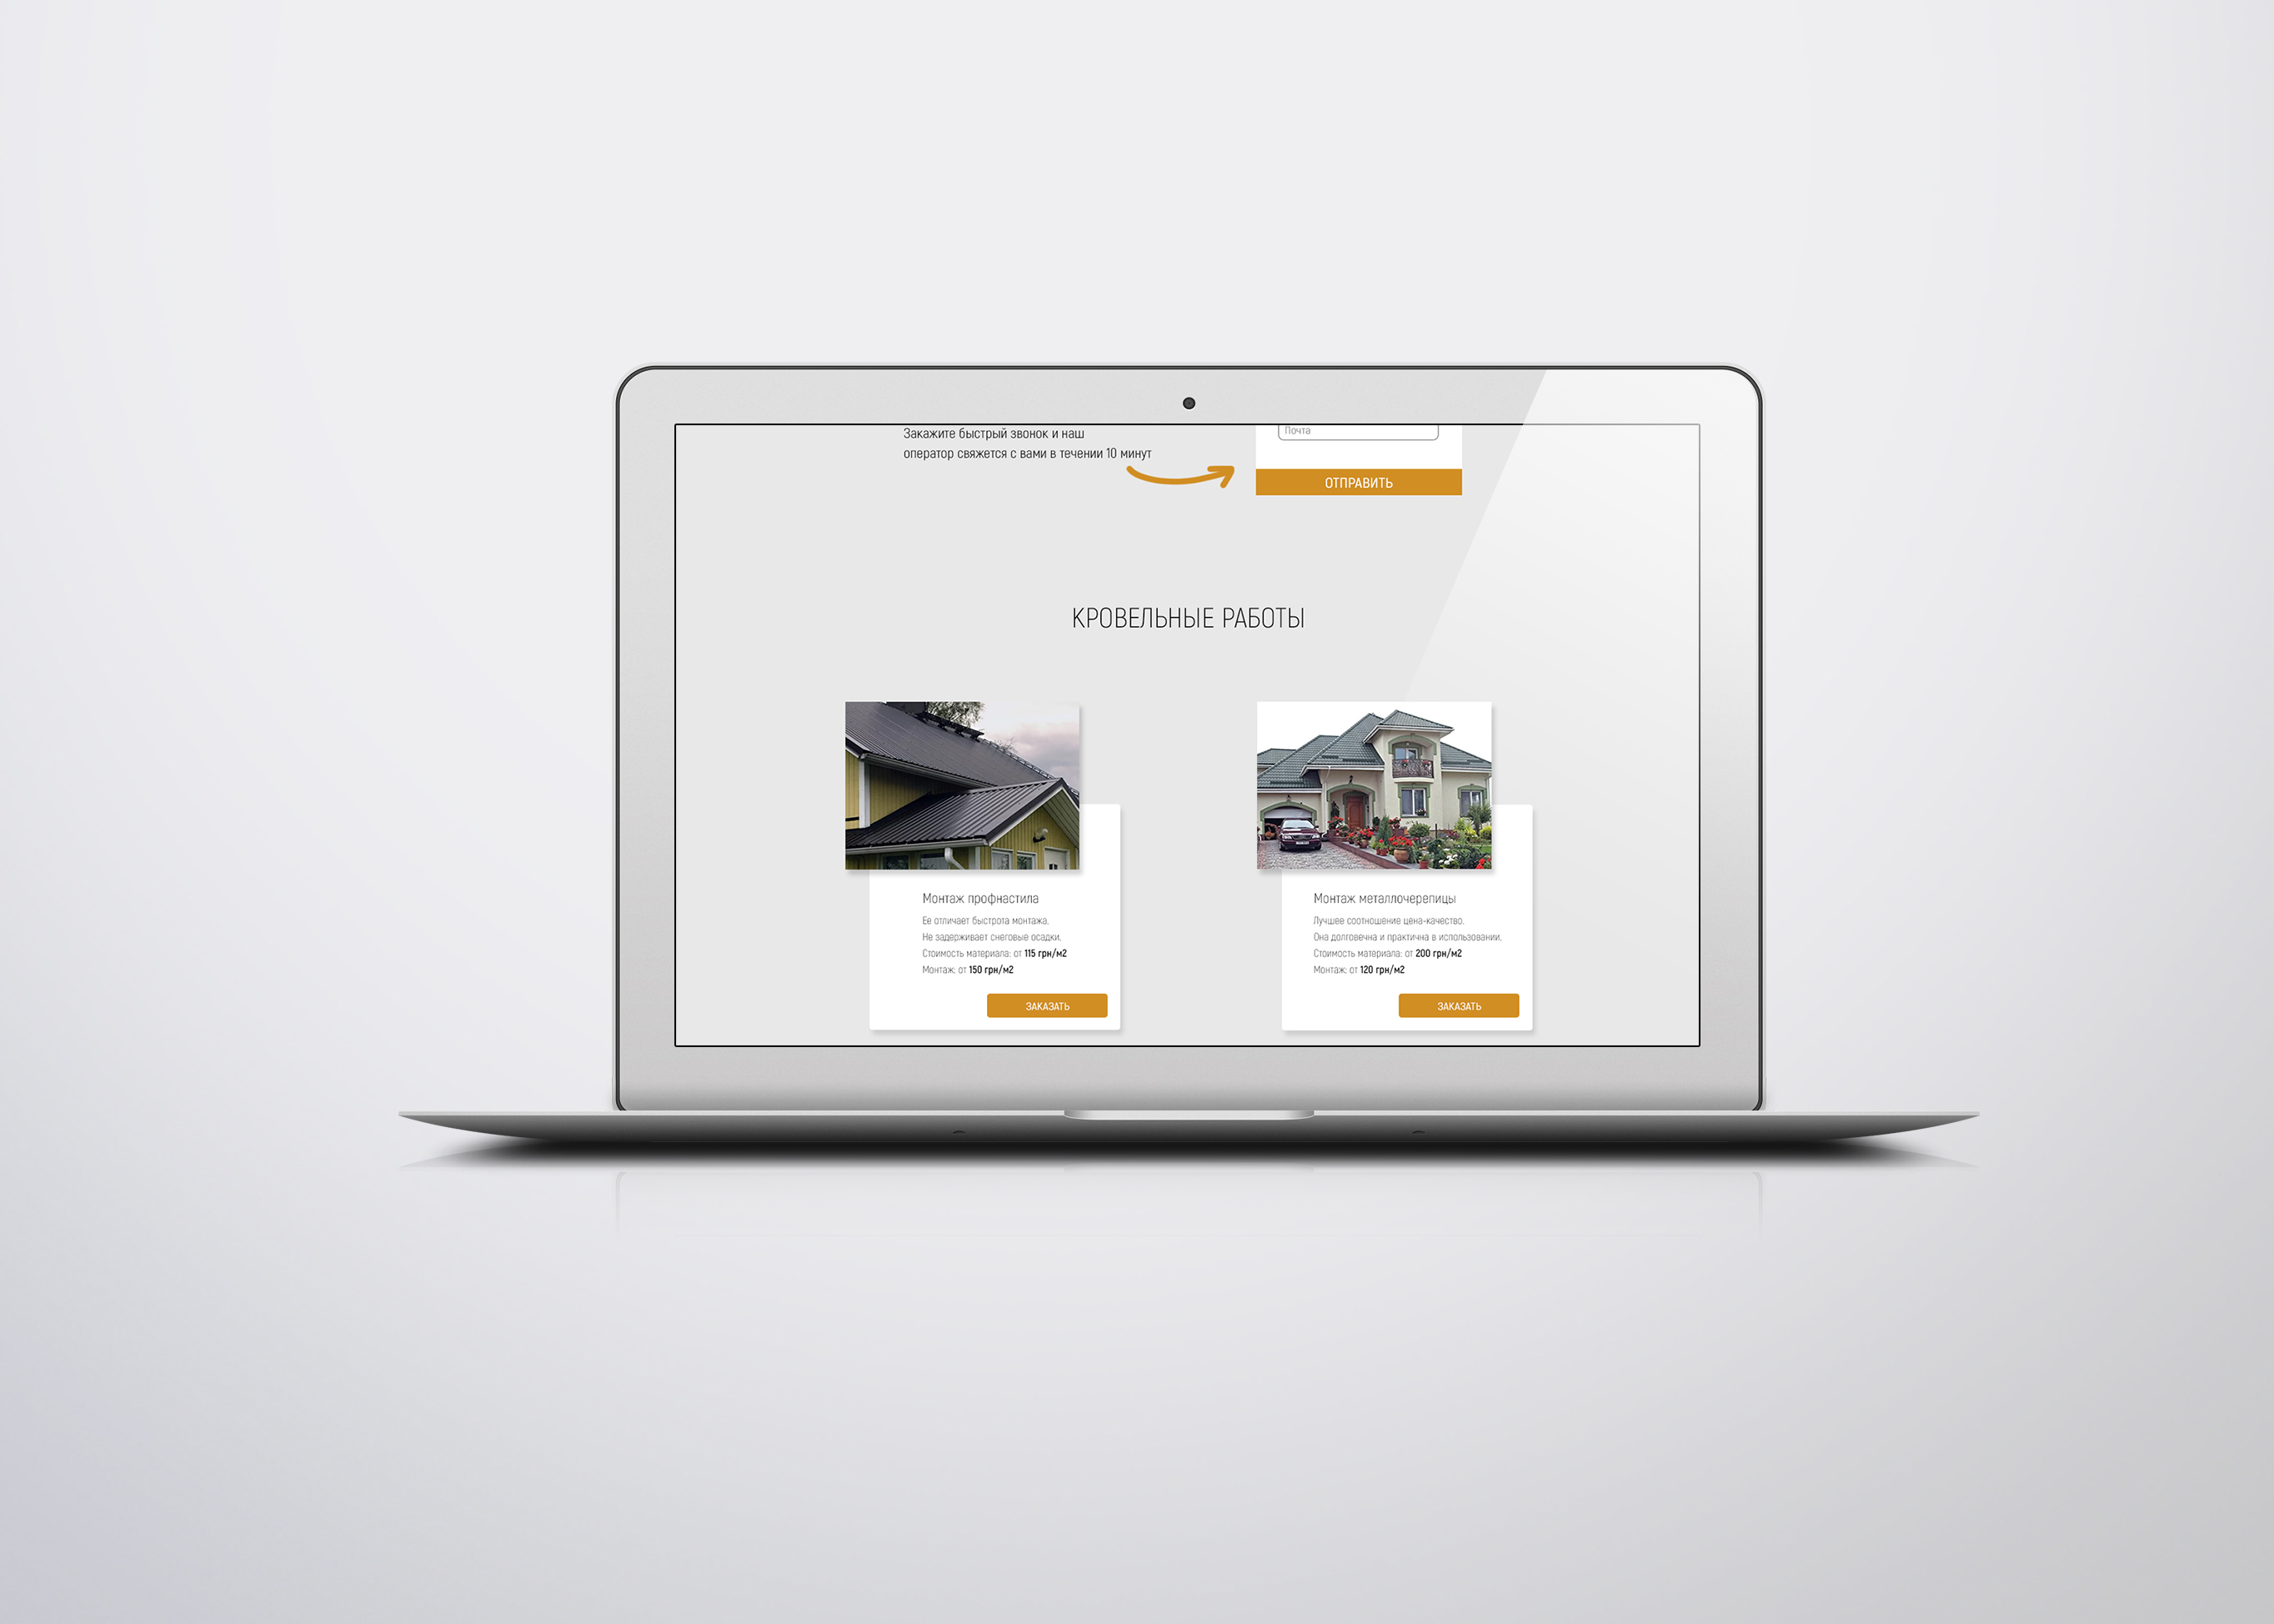 Закажите быстрый звонок и наш
оператор свяжется с вами в течении 10 минут
Почта
ОТПРАВИТЬ
КРОВЕЛЬНЫЕ РАБОТЫ
Монтаж профнастила
Ее отличает быстрота монтажа.
Не задерживает снеговые осадки.
Стоимость материала: от 115 грн/м2
Монтаж: от 150 грн/м2
ЗАКАЗАТЬ
Монтаж металлочерепицы
Лучшее соотношение цена-качество.
Она долговечна и практична в использовании.
Стоимость материала: от 200 грн/м2
Монтаж: от 120 грн/м2
ЗАКАЗАТЬ